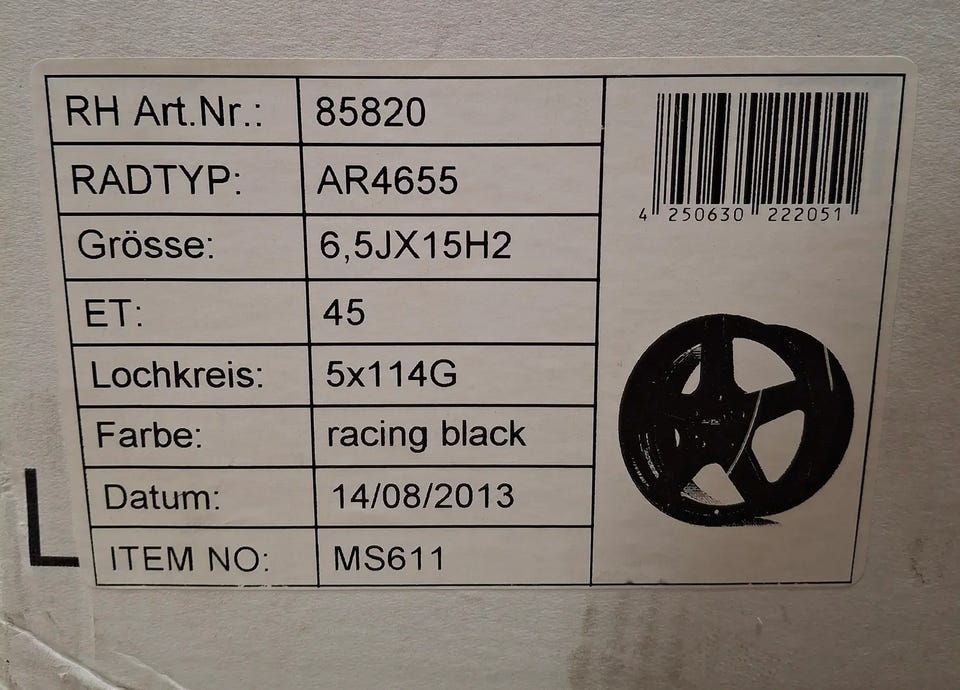 RH Art.Nr.: 85820
RADTYP: AR4655
Grösse: 6,5JX15H2
ET: 45
Lochkreis: 5x114G
Farbe: racing black
Datum: 14/08/2013
ITEM NO: MS611
4 250630 222051
L